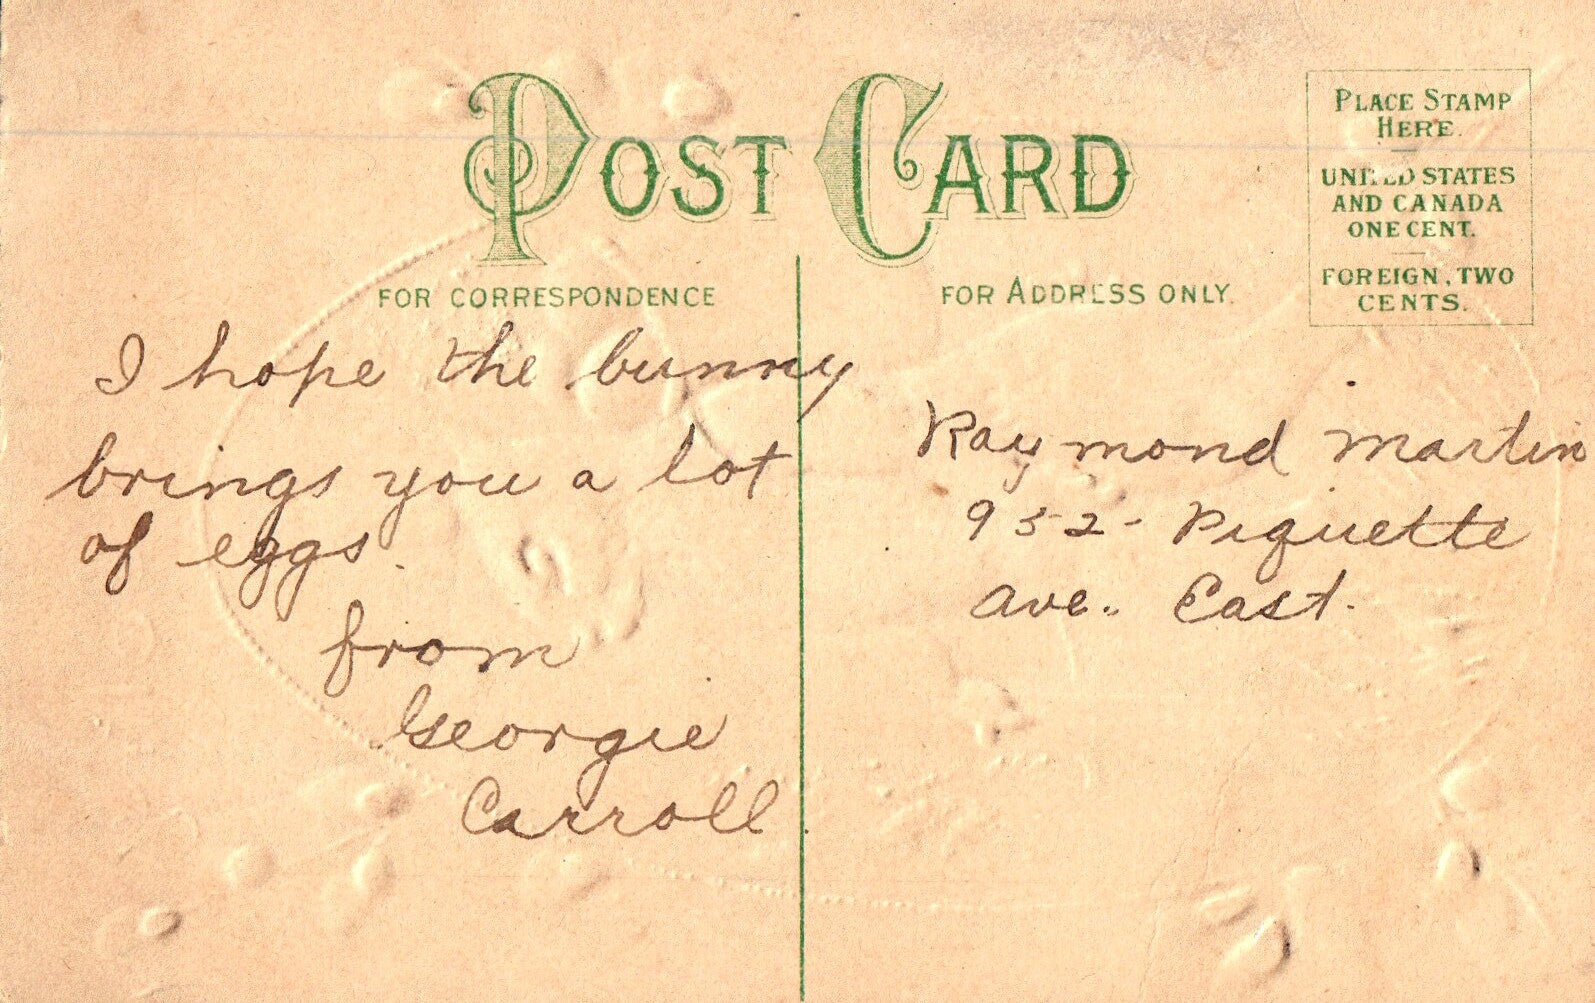 POST CARD
FOR CORRESPONDENCE
FOR ADDRESS ONLY.
PLACE STAMP
HERE.
UNITED STATES
AND CANADA
ONE CENT.
FOREIGN, TWO
CENTS.
I hope the bunny
brings you a lot
of eggs.
from
Georgie
Carroll
Raymond Martin
952- Piquette
Ave. East.